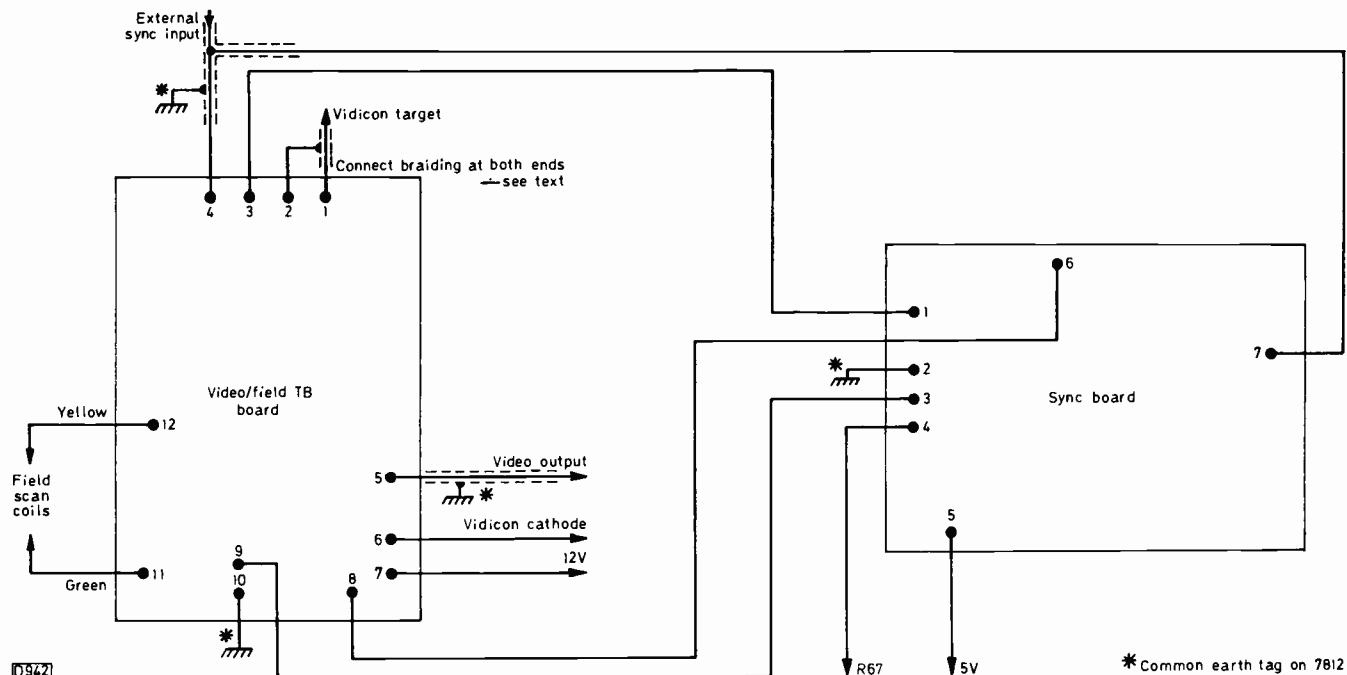 External
sync input
*
Vidicon target
Connect braiding at both ends
—see text
4
3
2
1
6
1
*
2
7
3
4
Sync board
Video/field TB
board
Yellow
12
Field
scan
coils
5
Video output
*
Vidicon cathode
6
12V
7
9
10
8
11
Green
*
5
D942
R67
5V
* Common earth tag on 7812